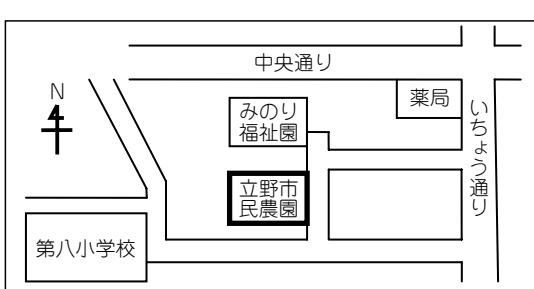 中央通り
N
薬局
みのり
福祉園
いちょう通り
立野市
民農園
第八小学校